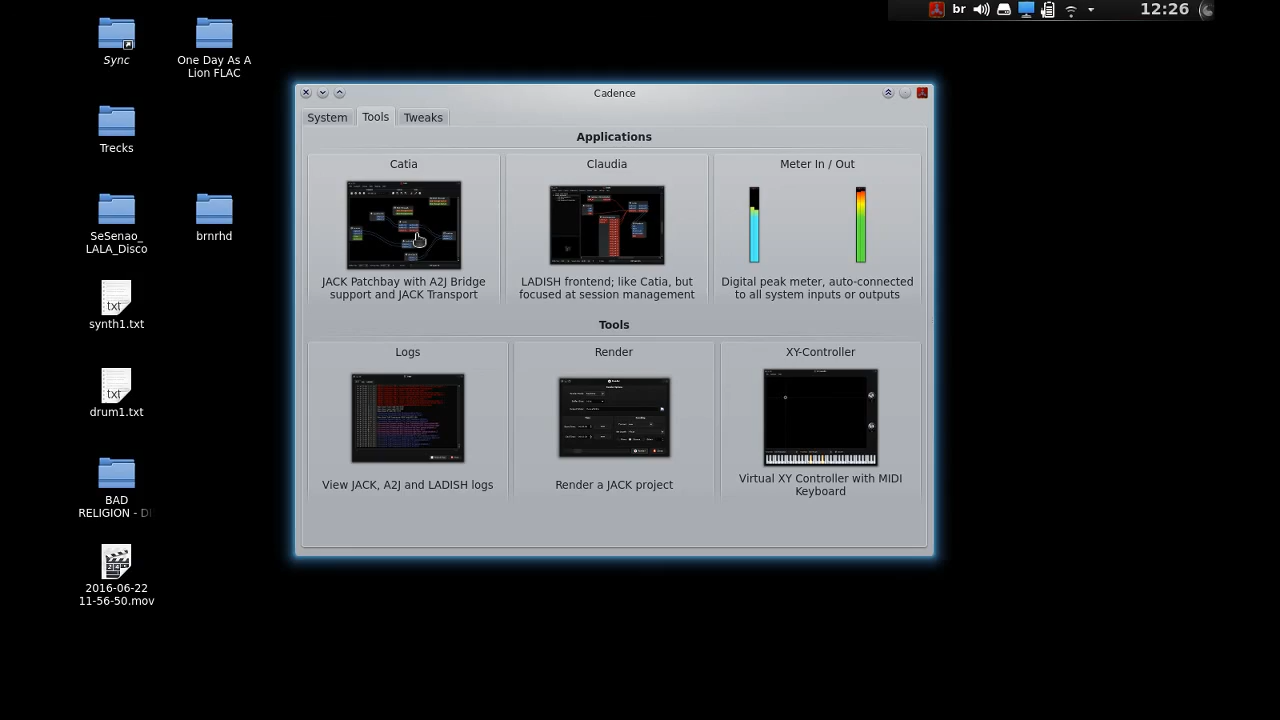 br
12:26
Sync
One Day As A
Lion FLAC
Trecks
SeSenao_
LALA_Disco
brnrhd
txt
synth1.txt
txt
drum1.txt
BAD
RELIGION - D
2016-06-22
11-56-50.mov
Cadence
System
Tools
Tweaks
Applications
Catia
JACK Patchbay with A2J Bridge
support and JACK Transport
Claudia
LADISH frontend; like Catia, but
focused at session management
Meter In / Out
Digital peak meter, auto-connected
to all system inputs or outputs
Tools
Logs
View JACK, A2J and LADISH logs
Render
Render a JACK project
XY-Controller
Virtual XY Controller with MIDI
Keyboard